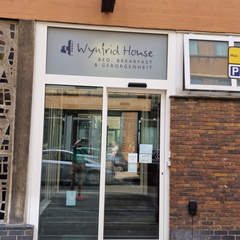 Wynfrid House
BED, BREAKFAST
& GEBORGENHEIT
P